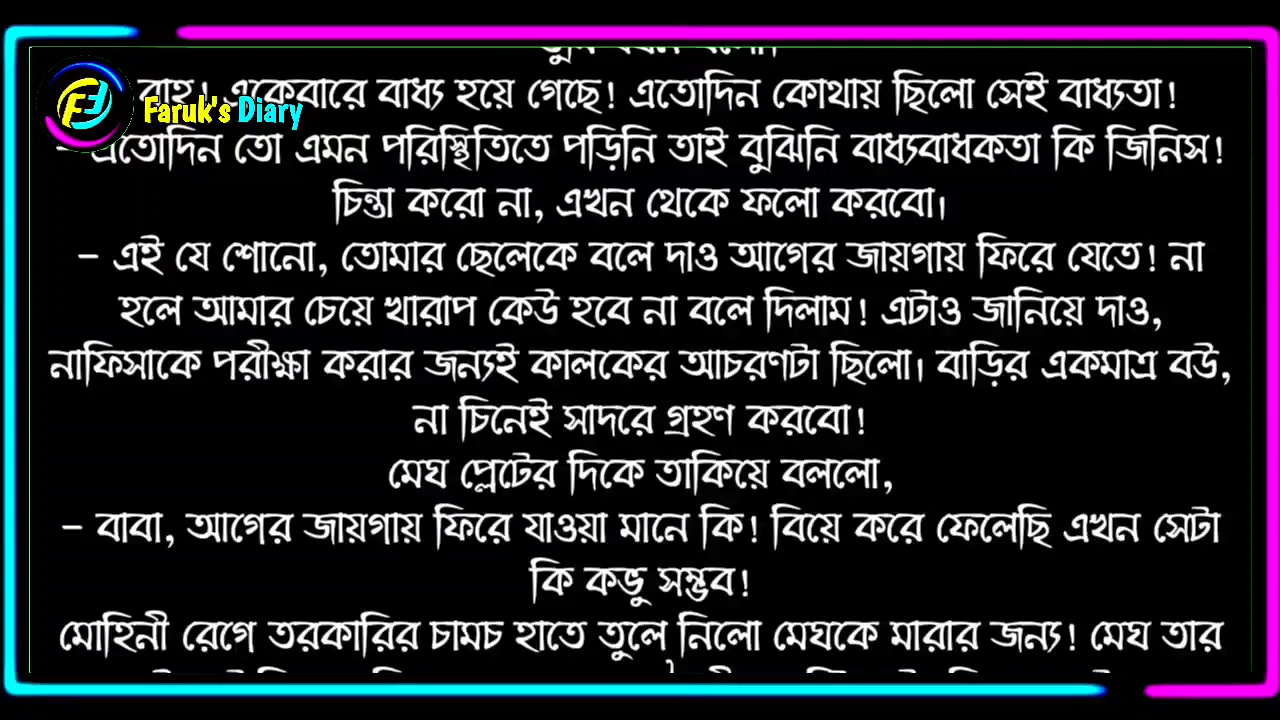 Faruk's Diary
বাহ! একেবারে বাধ্য হয়ে গেছে! এতোদিন কোথায় ছিলো সেই বাধ্যতা!
এতোদিন তো এমন পরিস্থিতিতে পড়িনি তাই বুঝিনি বাধ্যবাধকতা কি জিনিস!
চিন্তা করো না, এখন থেকে ফলো করবো।
– এই যে শোনো, তোমার ছেলেকে বলে দাও আগের জায়গায় ফিরে যেতে! না
হলে আমার চেয়ে খারাপ কেউ হবে না বলে দিলাম! এটাও জানিয়ে দাও,
নাফিসাকে পরীক্ষা করার জন্যই কালকের আচরণটা ছিলো। বাড়ির একমাত্র বউ,
না চিনেই সাদরে গ্রহণ করবো!
মেঘ প্লেটের দিকে তাকিয়ে বললো,
– বাবা, আগের জায়গায় ফিরে যাওয়া মানে কি! বিয়ে করে ফেলেছি এখন সেটা
কি কভু সম্ভব!
মোহিনী রেগে তরকারির চামচ হাতে তুলে নিলো মেঘকে মারার জন্য! মেঘ তার